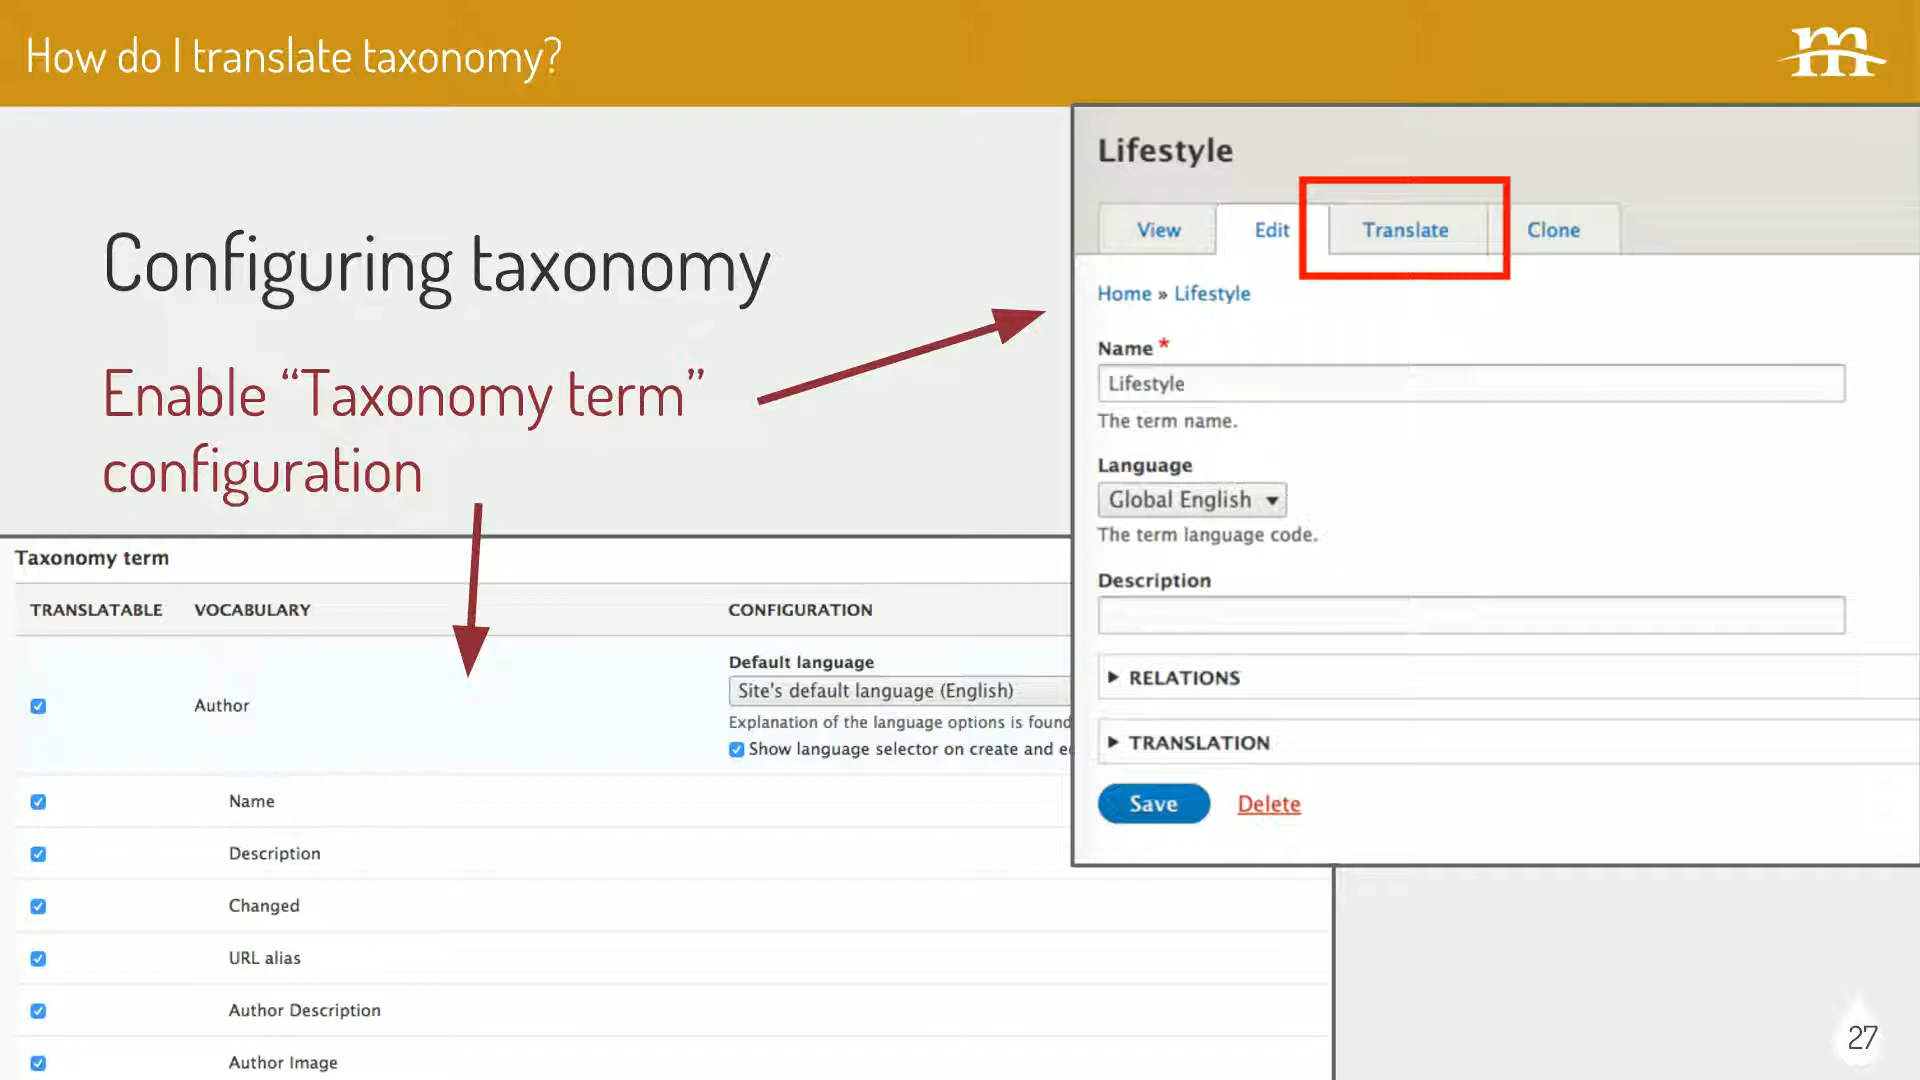 How do I translate taxonomy?
m
Configuring taxonomy
Enable “Taxonomy term”
configuration
Lifestyle
View
Edit
Translate
Clone
Home » Lifestyle
Name *
Lifestyle
The term name.
Language
Global English
The term language code.
Description
RELATIONS
TRANSLATION
Save
Delete
Taxonomy term
TRANSLATABLE VOCABULARY CONFIGURATION
Author
Default language
Site's default language (English)
Explanation of the language options is found
Show language selector on create and
Name
Description
Changed
URL alias
Author Description
Author Image
27